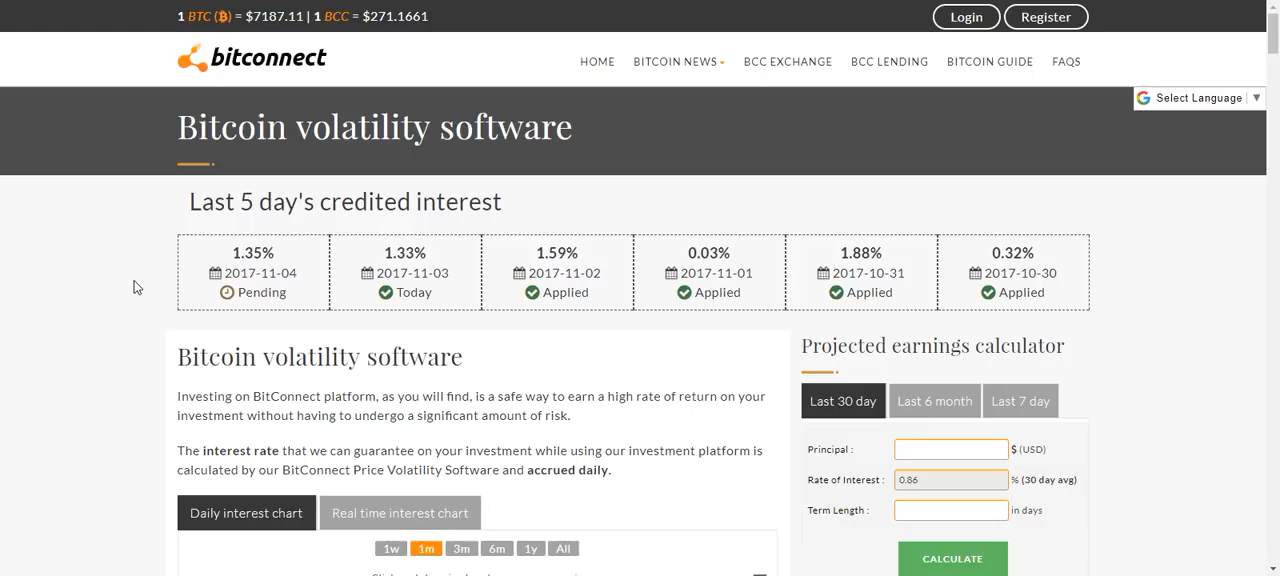 1 BTC (₿) = $7187.11 | 1 BCC = $271.1661
Login
Register
bitconnect
HOME
BITCOIN NEWS
BCC EXCHANGE
BCC LENDING
BITCOIN GUIDE
FAQS
Select Language
Bitcoin volatility software
Last 5 day's credited interest
1.35%
2017-11-04
Pending
1.33%
2017-11-03
Today
1.59%
2017-11-02
Applied
0.03%
2017-11-01
Applied
1.88%
2017-10-31
Applied
0.32%
2017-10-30
Applied
Bitcoin volatility software
Investing on BitConnect platform, as you will find, is a safe way to earn a high rate of return on your
investment without having to undergo a significant amount of risk.
The interest rate that we can guarantee on your investment while using our investment platform is
calculated by our BitConnect Price Volatility Software and accrued daily.
Daily interest chart
Real time interest chart
1w
1m
3m
6m
1y
All
Projected earnings calculator
Last 30 day
Last 6 month
Last 7 day
Principal :
$ (USD)
Rate of Interest :
0.86
% (30 day avg)
Term Length :
in days
CALCULATE